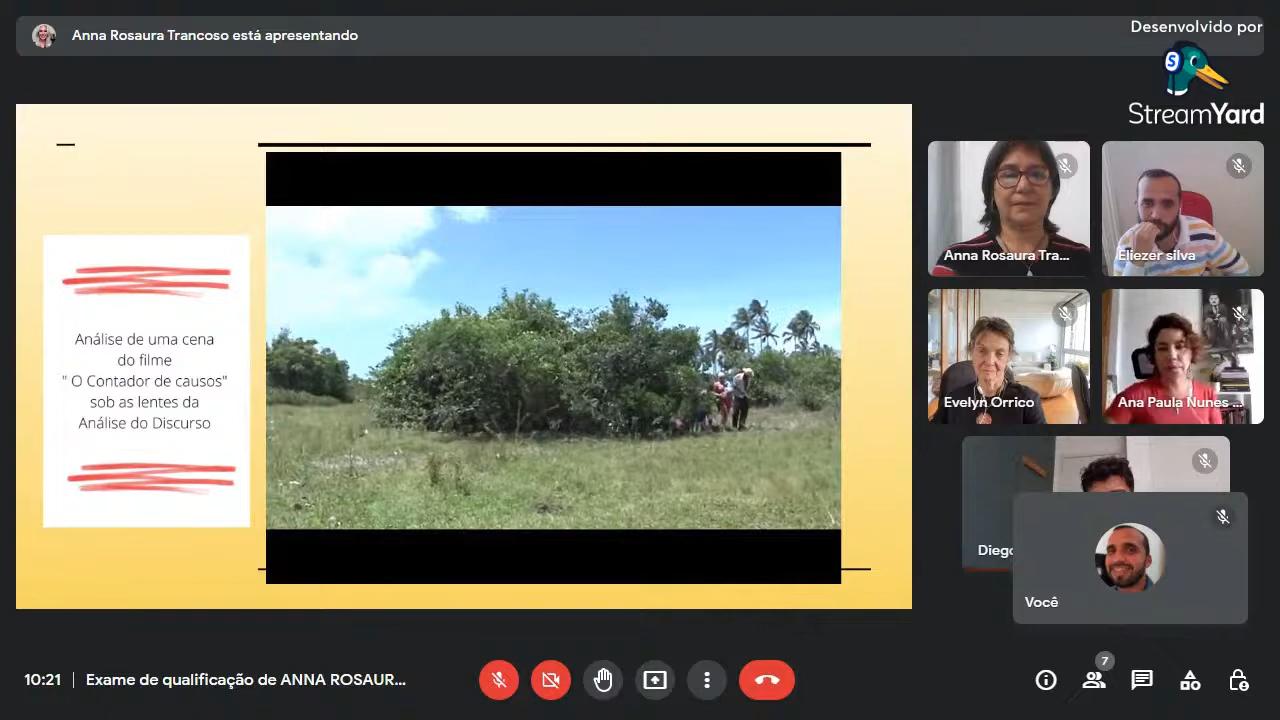 Anna Rosaura Trancoso está apresentando
Desenvolvido por
StreamYard
S
Análise de uma cena
do filme
" O Contador de causos"
sob as lentes da
Análise do Discurso
Anna Rosaura Tra...
Eliezer silva
Evelyn Orrico
Ana Paula Nunes ...
Diego
Você
10:21 | Exame de qualificação de ANNA ROSAUR...
7